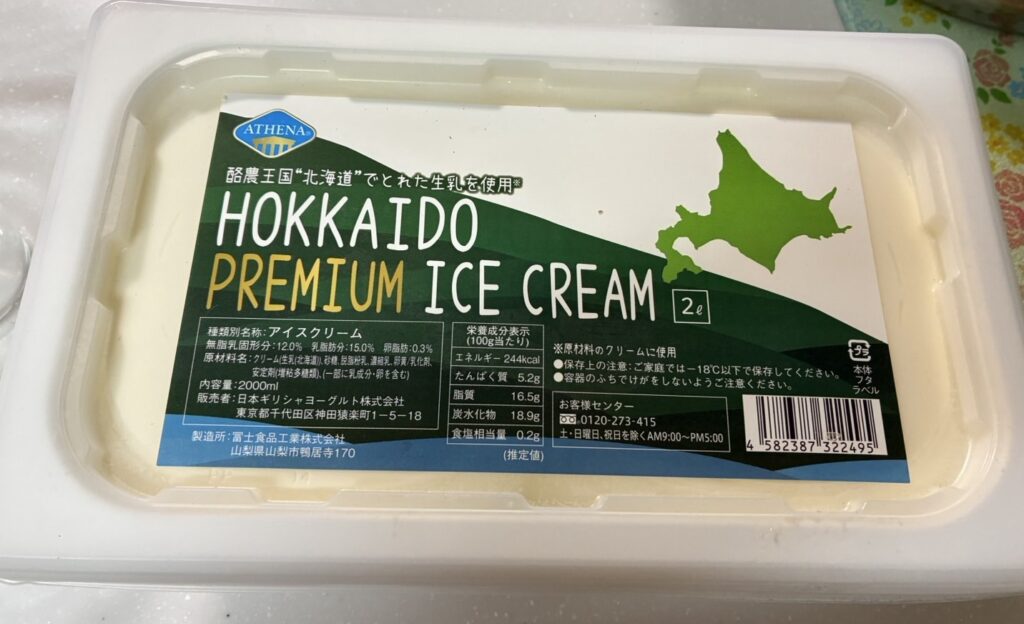 ATHENA®
酪農王国"北海道"でとれた生乳を使用※
HOKKAIDO
PREMIUM ICE CREAM
2ℓ
種類別名称:アイスクリーム
無脂乳固形分:12.0% 乳脂肪分:15.0% 卵脂肪:0.3%
原材料名:クリーム(生乳(北海道))、砂糖、脱脂粉乳、濃縮乳、卵黄/乳化剤、
安定剤(増粘多糖類)、(一部に乳成分・卵を含む)
内容量:2000ml
販売者:日本ギリシャヨーグルト株式会社
東京都千代田区神田猿楽町1-5-18
製造所:冨士食品工業株式会社
山梨県山梨市鴨居寺170
栄養成分表示
(100g当たり)
エネルギー 244kcal
たんぱく質 5.2g
脂質 16.5g
炭水化物 18.9g
食塩相当量 0.2g
(推定値)
※原材料のクリームに使用
●保存上の注意:ご家庭では-18℃以下で保存してください。
●容器のふちでけがをしないようご注意ください。
お客様センター
0120-273-415
土・日曜日、祝日を除くAM9:00~PM5:00
プラ
本体
フタ
ラベル
4 582387 322495